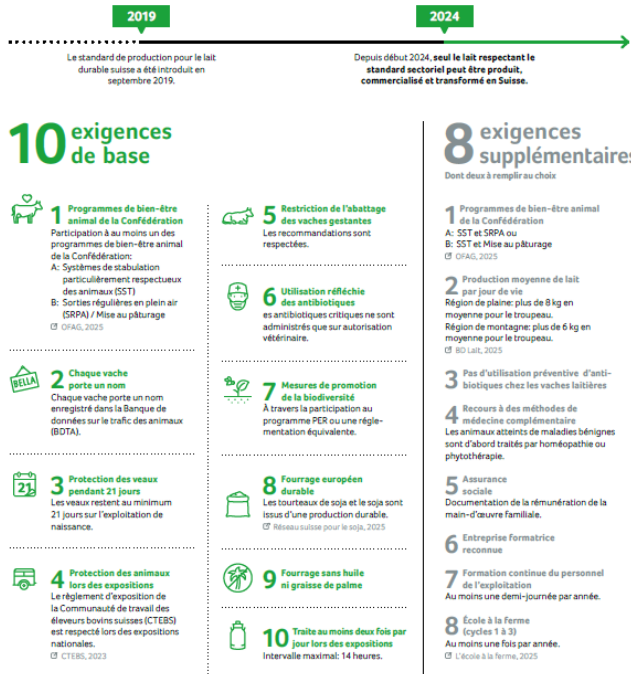 2019
2024
Le standard de production pour le lait
durable suisse a été introduit en
septembre 2019.
Depuis début 2024, seul le lait respectant le
standard sectoriel peut être produit,
commercialisé et transformé en Suisse.
10 exigences
de base
1 Programmes de bien-être
animal de la Confédération
Participation à au moins un des
programmes de bien-être animal
de la Confédération:
A: Systèmes de stabulation
particulièrement respectueux
des animaux (SST)
B: Sorties régulières en plein air
(SRPA) / Mise au pâturage
OFAG, 2025
BELLA
2 Chaque vache
porte un nom
Chaque vache porte un nom
enregistré dans la Banque de
données sur le trafic des animaux
(BDTA).
21
3 Protection des veaux
pendant 21 jours
Les veaux restent au minimum
21 jours sur l'exploitation de
naissance.
4 Protection des animaux
lors des expositions
Le règlement d'exposition de
la Communauté de travail des
éleveurs bovins suisses (CTEBS)
est respecté lors des expositions
nationales.
CTEBS, 2023
5 Restriction de l'abattage
des vaches gestantes
Les recommandations sont
respectées.
6 Utilisation réfléchie
des antibiotiques
es antibiotiques critiques ne sont
administrés que sur autorisation
vétérinaire.
7 Mesures de promotion
de la biodiversité
À travers la participation au
programme PER ou une régle-
mentation équivalente.
8 Fourrage européen
durable
Les tourteaux de soja et le soja sont
issus d'une production durable.
Réseau suisse pour le soja, 2025
9 Fourrage sans huile
ni graisse de palme
10 Traite au moins deux fois par
jour lors des expositions
Intervalle maximal: 14 heures.
8 exigences
supplémentaires
Dont deux à remplir au choix
1 Programmes de bien-être animal
de la Confédération
A: SST et SRPA ou
B: SST et Mise au pâturage
OFAG, 2025
2 Production moyenne de lait
par jour de vie
Région de plaine: plus de 8 kg en
moyenne pour le troupeau.
Région de montagne: plus de 6 kg en
moyenne pour le troupeau.
BO Lait, 2025
3 Pas d'utilisation préventive d'anti-
biotiques chez les vaches laitières
4 Recours à des méthodes de
médecine complémentaire
Les animaux atteints de maladies bénignes
sont d'abord traités par homéopathie ou
phytothérapie.
5 Assurance
sociale
Documentation de la rémunération de la
main-d'œuvre familiale.
6 Entreprise formatrice
reconnue
7 Formation continue du personnel
de l'exploitation
Au moins une demi-journée par année.
8 École à la ferme
(cycles 1 à 3)
Au moins une fois par année.
L'école à la ferme, 2025